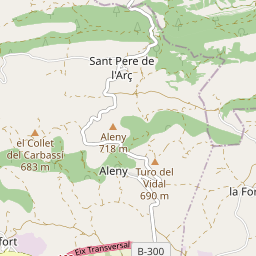 Sant Pere de
l'Arç
Aleny
718 m
el Collet
del Carbassí
683 m
Aleny
Turo del
Vidal
690 m
la For
fort
Eix Transversal
B-300